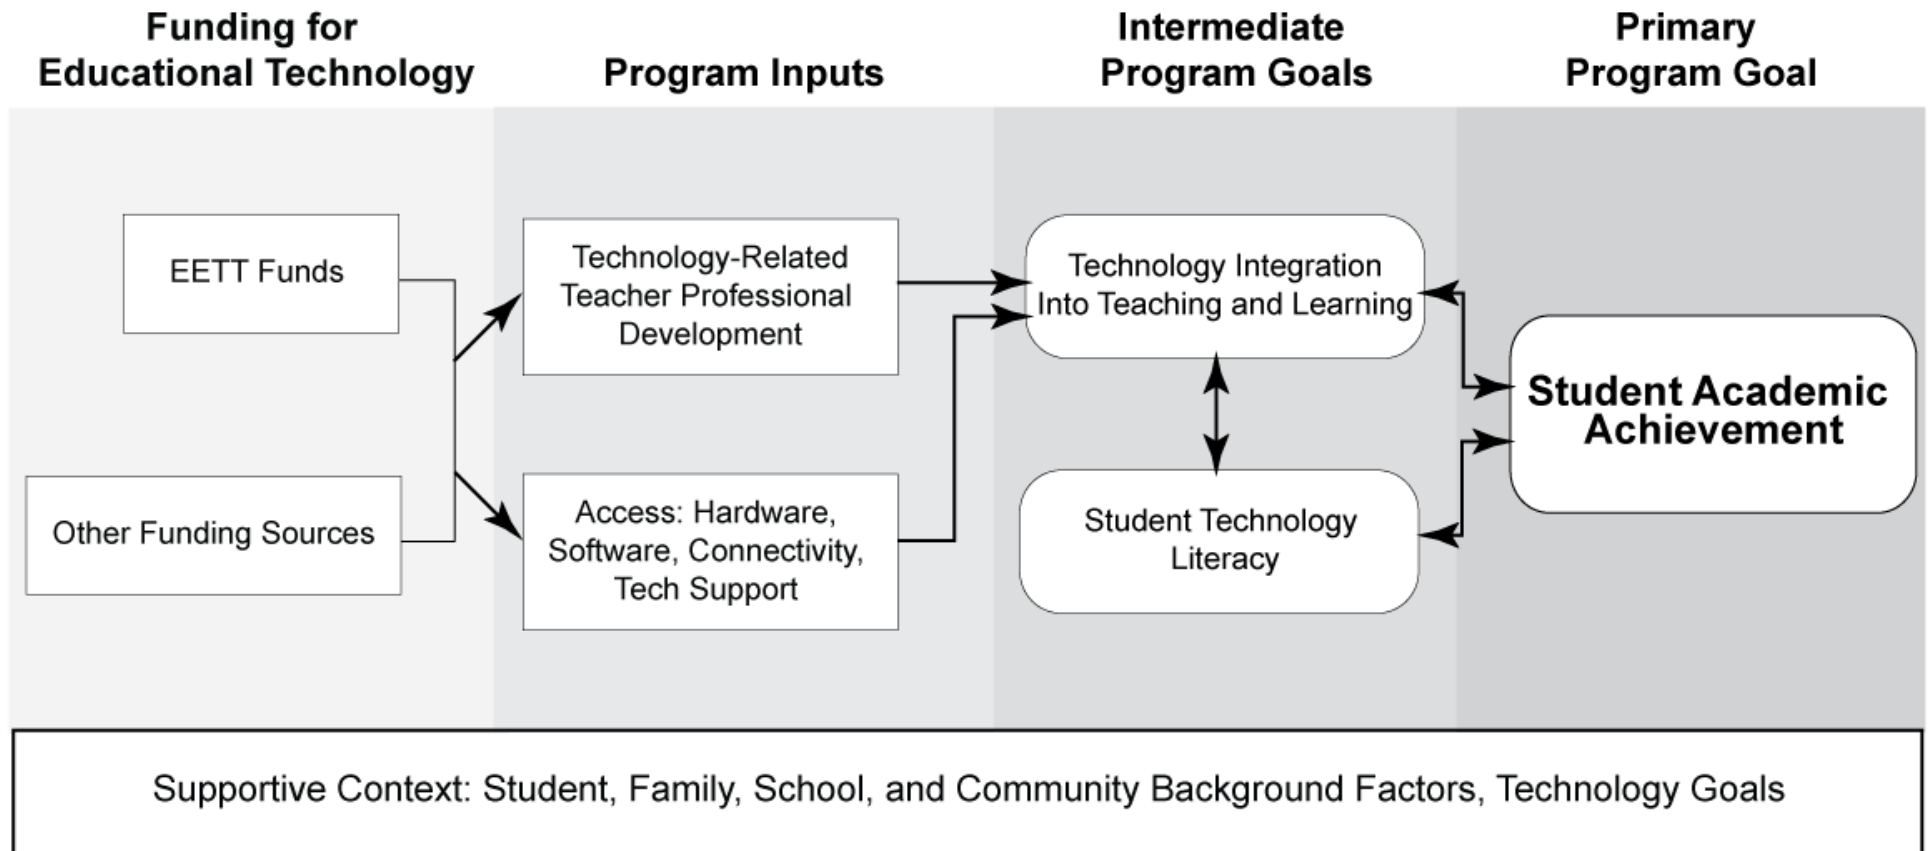 Funding for
Educational Technology
Program Inputs
Intermediate
Program Goals
Primary
Program Goal
EETT Funds
Other Funding Sources
Technology-Related
Teacher Professional
Development
Access: Hardware,
Software, Connectivity,
Tech Support
Technology Integration
Into Teaching and Learning
Student Technology
Literacy
Student Academic
Achievement
Supportive Context: Student, Family, School, and Community Background Factors, Technology Goals